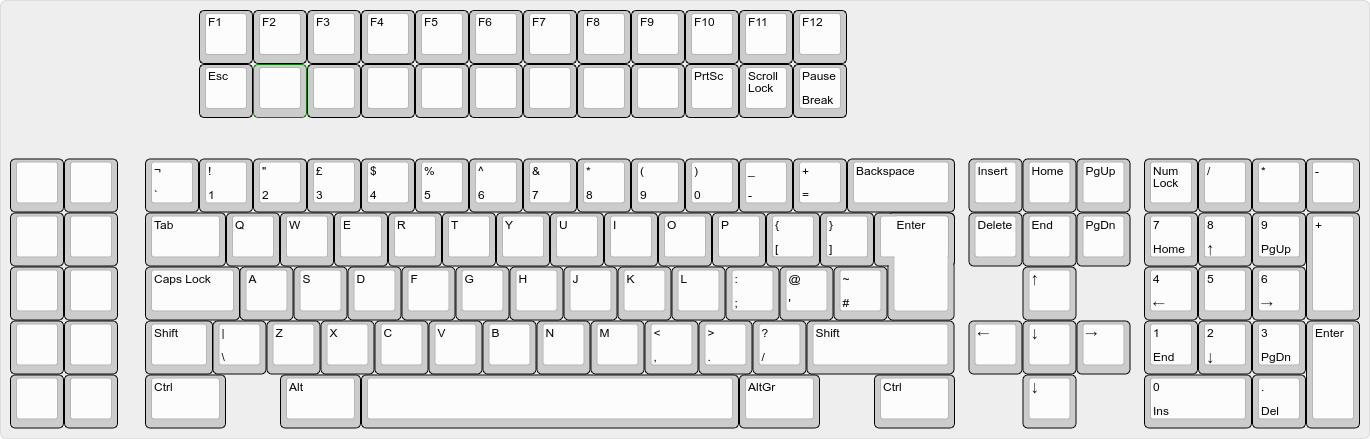 F1 F2 F3 F4 F5 F6 F7 F8 F9 F10 F11 F12
Esc PrtSc Scroll Lock Pause Break
¬ ` ! 1 " 2 £ 3 $ 4 % 5 ^ 6 & 7 * 8 ( 9 ) 0 _ - + = Backspace Insert Home PgUp Num Lock / * -
Tab Q W E R T Y U I O P { [ } ] Enter Delete End PgDn 7 Home 8 ↑ 9 PgUp +
Caps Lock A S D F G H J K L : ; @ ' ~ # ↑ 4 ← 5 6 →
Shift | \ Z X C V B N M < , > . ? / Shift ← ↓ → 1 End 2 ↓ 3 PgDn Enter
Ctrl Alt AltGr Ctrl ↓ 0 Ins . Del